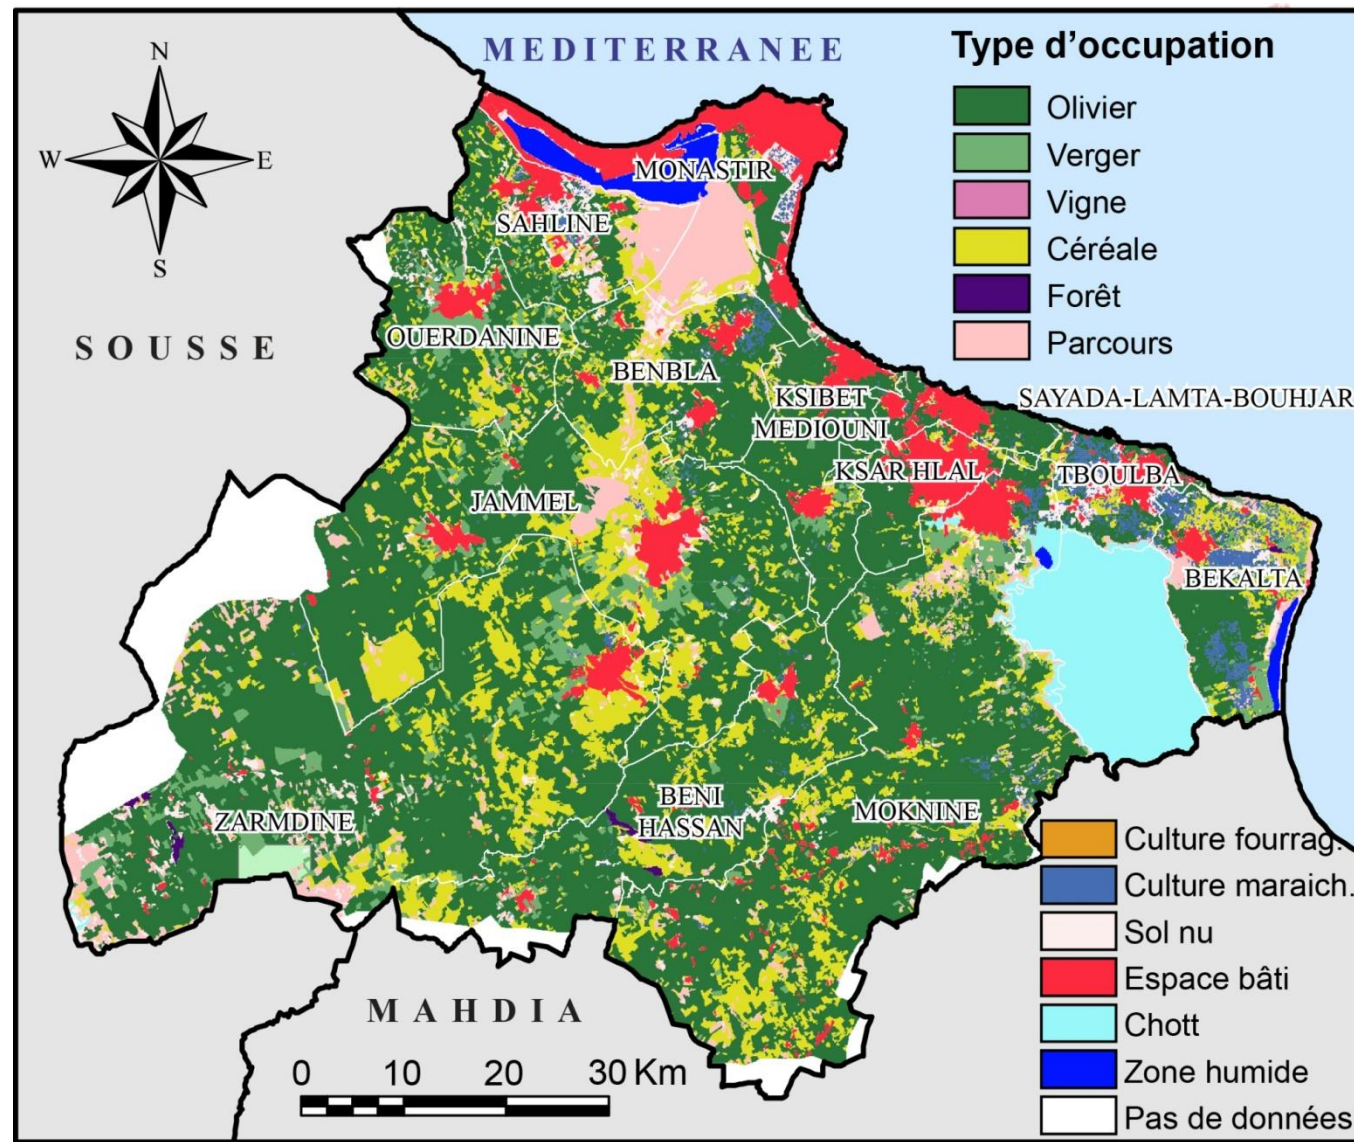 MEDITERRANEE
Type d’occupation
Olivier
Verger
Vigne
Céréale
Forêt
Parcours
N
W
E
S
SOUSSE
MONASTIR
SAHLINE
OUERDANINE
BENBLA
KSIBET
MEDIOUNI
SAYADA-LAMTA-BOUHJAR
KSAR HLAL
TBOULBA
JAMMEL
BEKALTA
BENI
HASSAN
MOKNINE
ZARMDINE
MAHDIA
0 10 20 30 Km
Culture fourrag.
Culture maraich.
Sol nu
Espace bâti
Chott
Zone humide
Pas de données